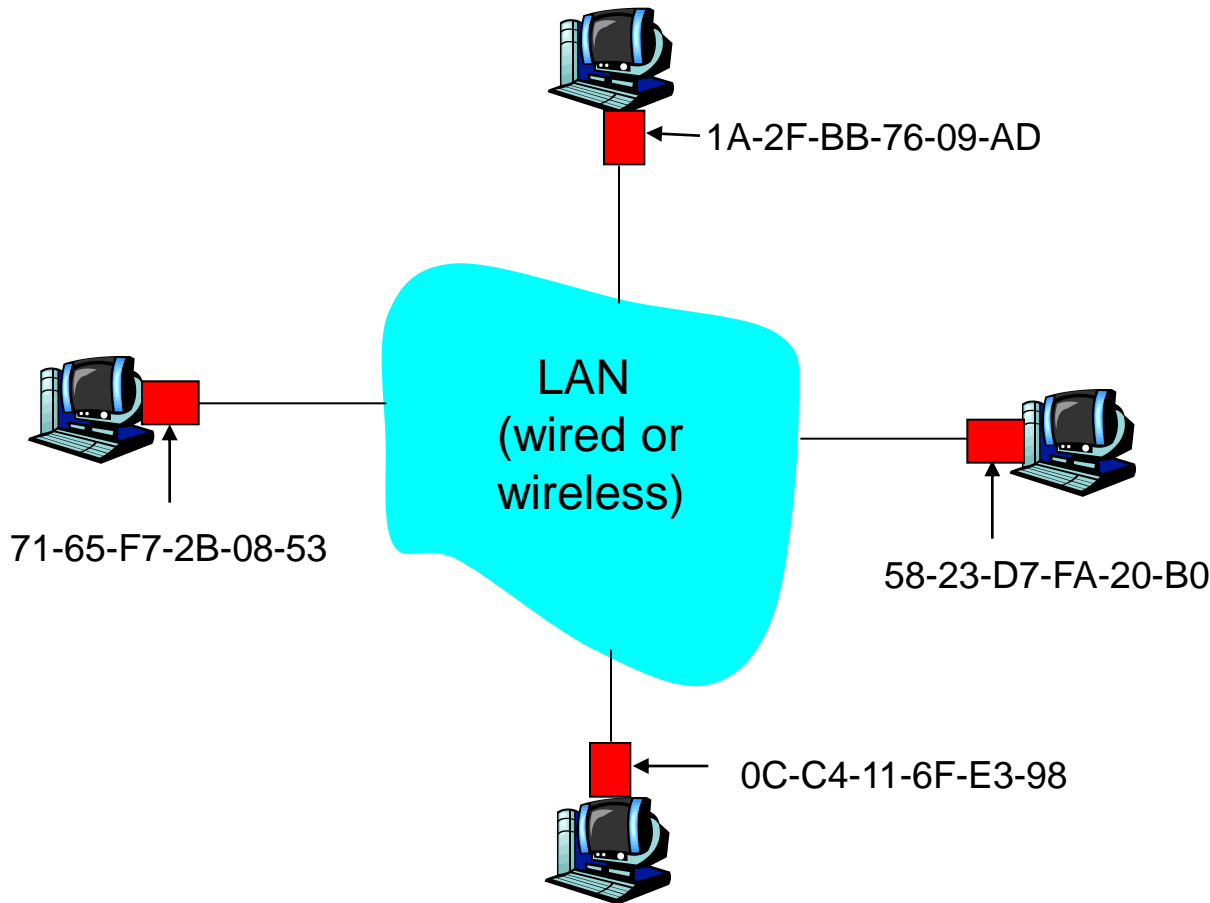 1A-2F-BB-76-09-AD
LAN
(wired or
wireless)
71-65-F7-2B-08-53
58-23-D7-FA-20-B0
0C-C4-11-6F-E3-98